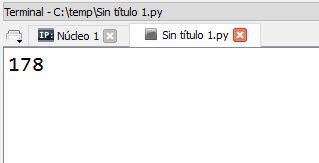 Terminal - C:\temp\Sin título 1.py
IP: Núcleo 1
Sin título 1.py
178